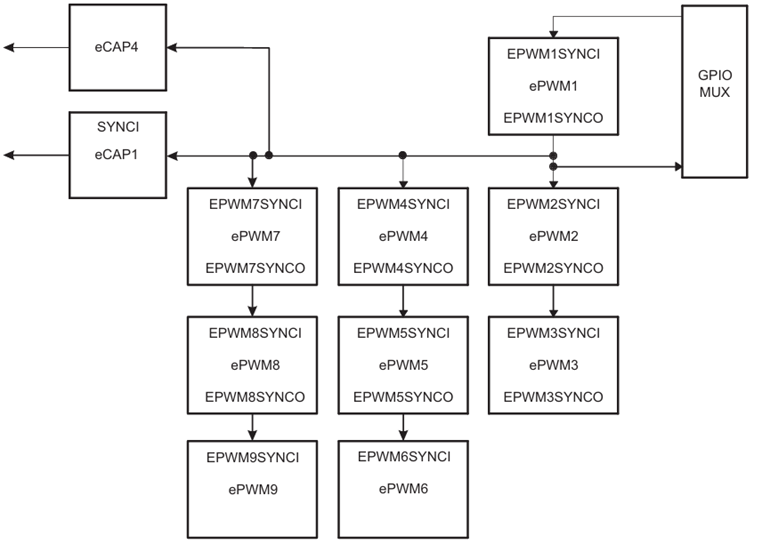 eCAP4
SYNCI
eCAP1
EPWM1SYNCI
ePWM1
EPWM1SYNCO
GPIO
MUX
EPWM7SYNCI
ePWM7
EPWM7SYNCO
EPWM4SYNCI
ePWM4
EPWM4SYNCO
EPWM2SYNCI
ePWM2
EPWM2SYNCO
EPWM8SYNCI
ePWM8
EPWM8SYNCO
EPWM5SYNCI
ePWM5
EPWM5SYNCO
EPWM3SYNCI
ePWM3
EPWM3SYNCO
EPWM9SYNCI
ePWM9
EPWM6SYNCI
ePWM6